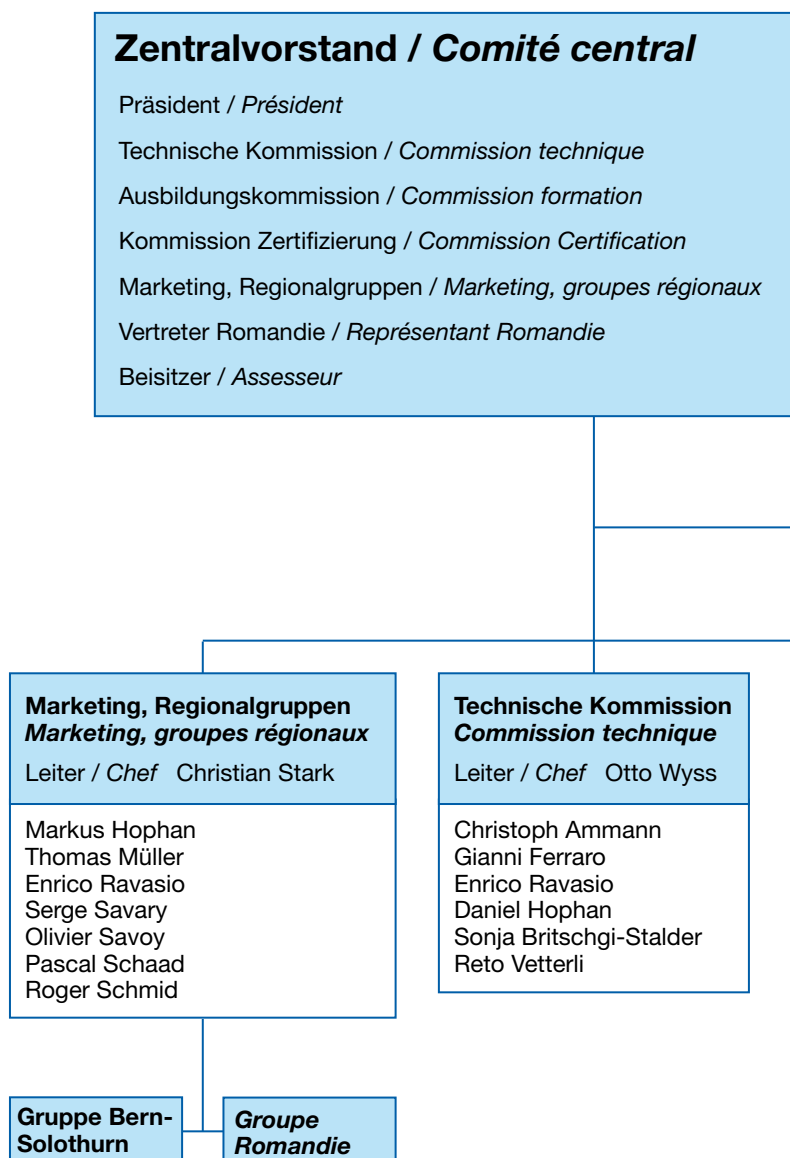 Zentralvorstand / Comité central
Präsident / Président
Technische Kommission / Commission technique
Ausbildungskommission / Commission formation
Kommission Zertifizierung / Commission Certification
Marketing, Regionalgruppen / Marketing, groupes régionaux
Vertreter Romandie / Représentant Romandie
Beisitzer / Assesseur
Marketing, Regionalgruppen
Marketing, groupes régionaux
Leiter / Chef Christian Stark
Markus Hophan
Thomas Müller
Enrico Ravasio
Serge Savary
Olivier Savoy
Pascal Schaad
Roger Schmid
Technische Kommission
Commission technique
Leiter / Chef Otto Wyss
Christoph Ammann
Gianni Ferraro
Enrico Ravasio
Daniel Hophan
Sonja Britschgi-Stalder
Reto Vetterli
Gruppe Bern-
Solothurn
Groupe
Romandie